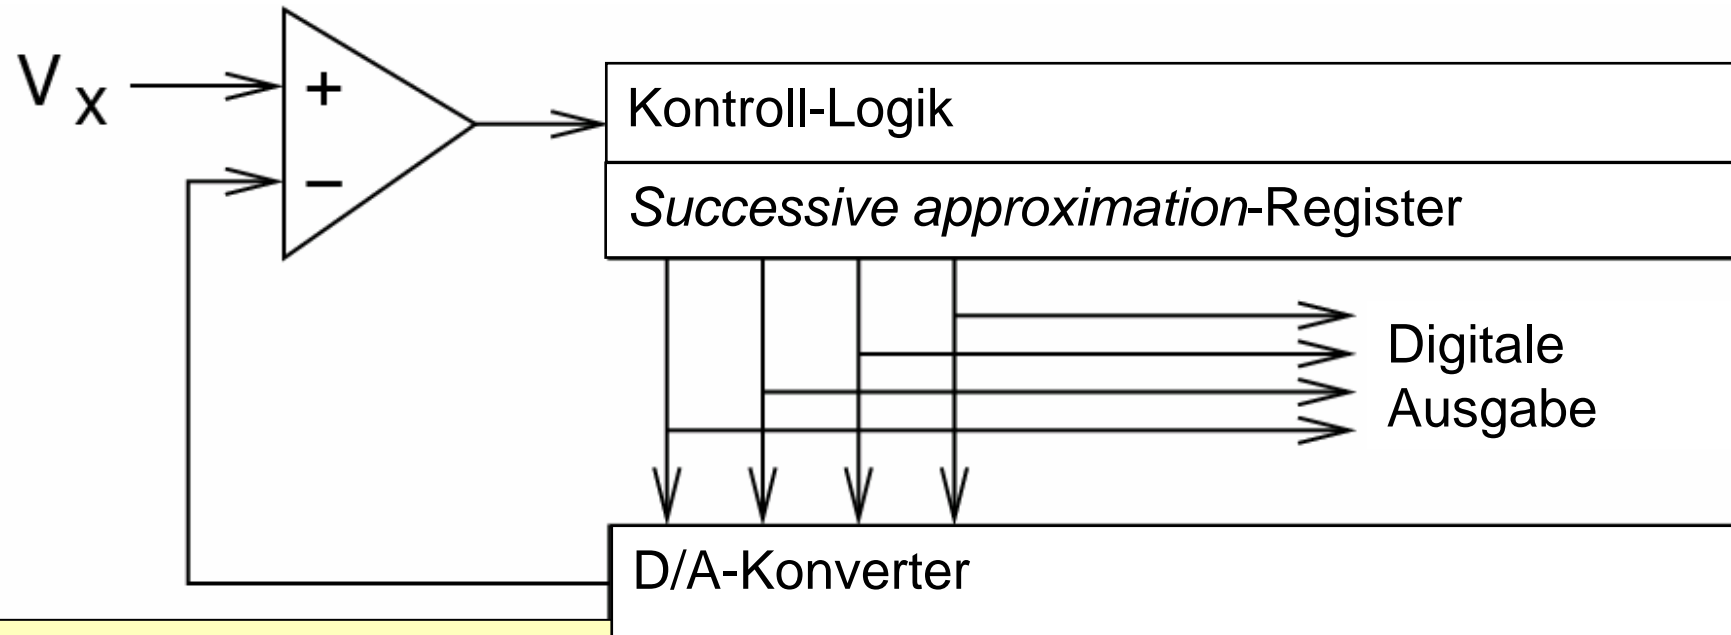 V x
+
Kontroll-Logik
−
Successive approximation-Register
Digitale
Ausgabe
D/A-Konverter